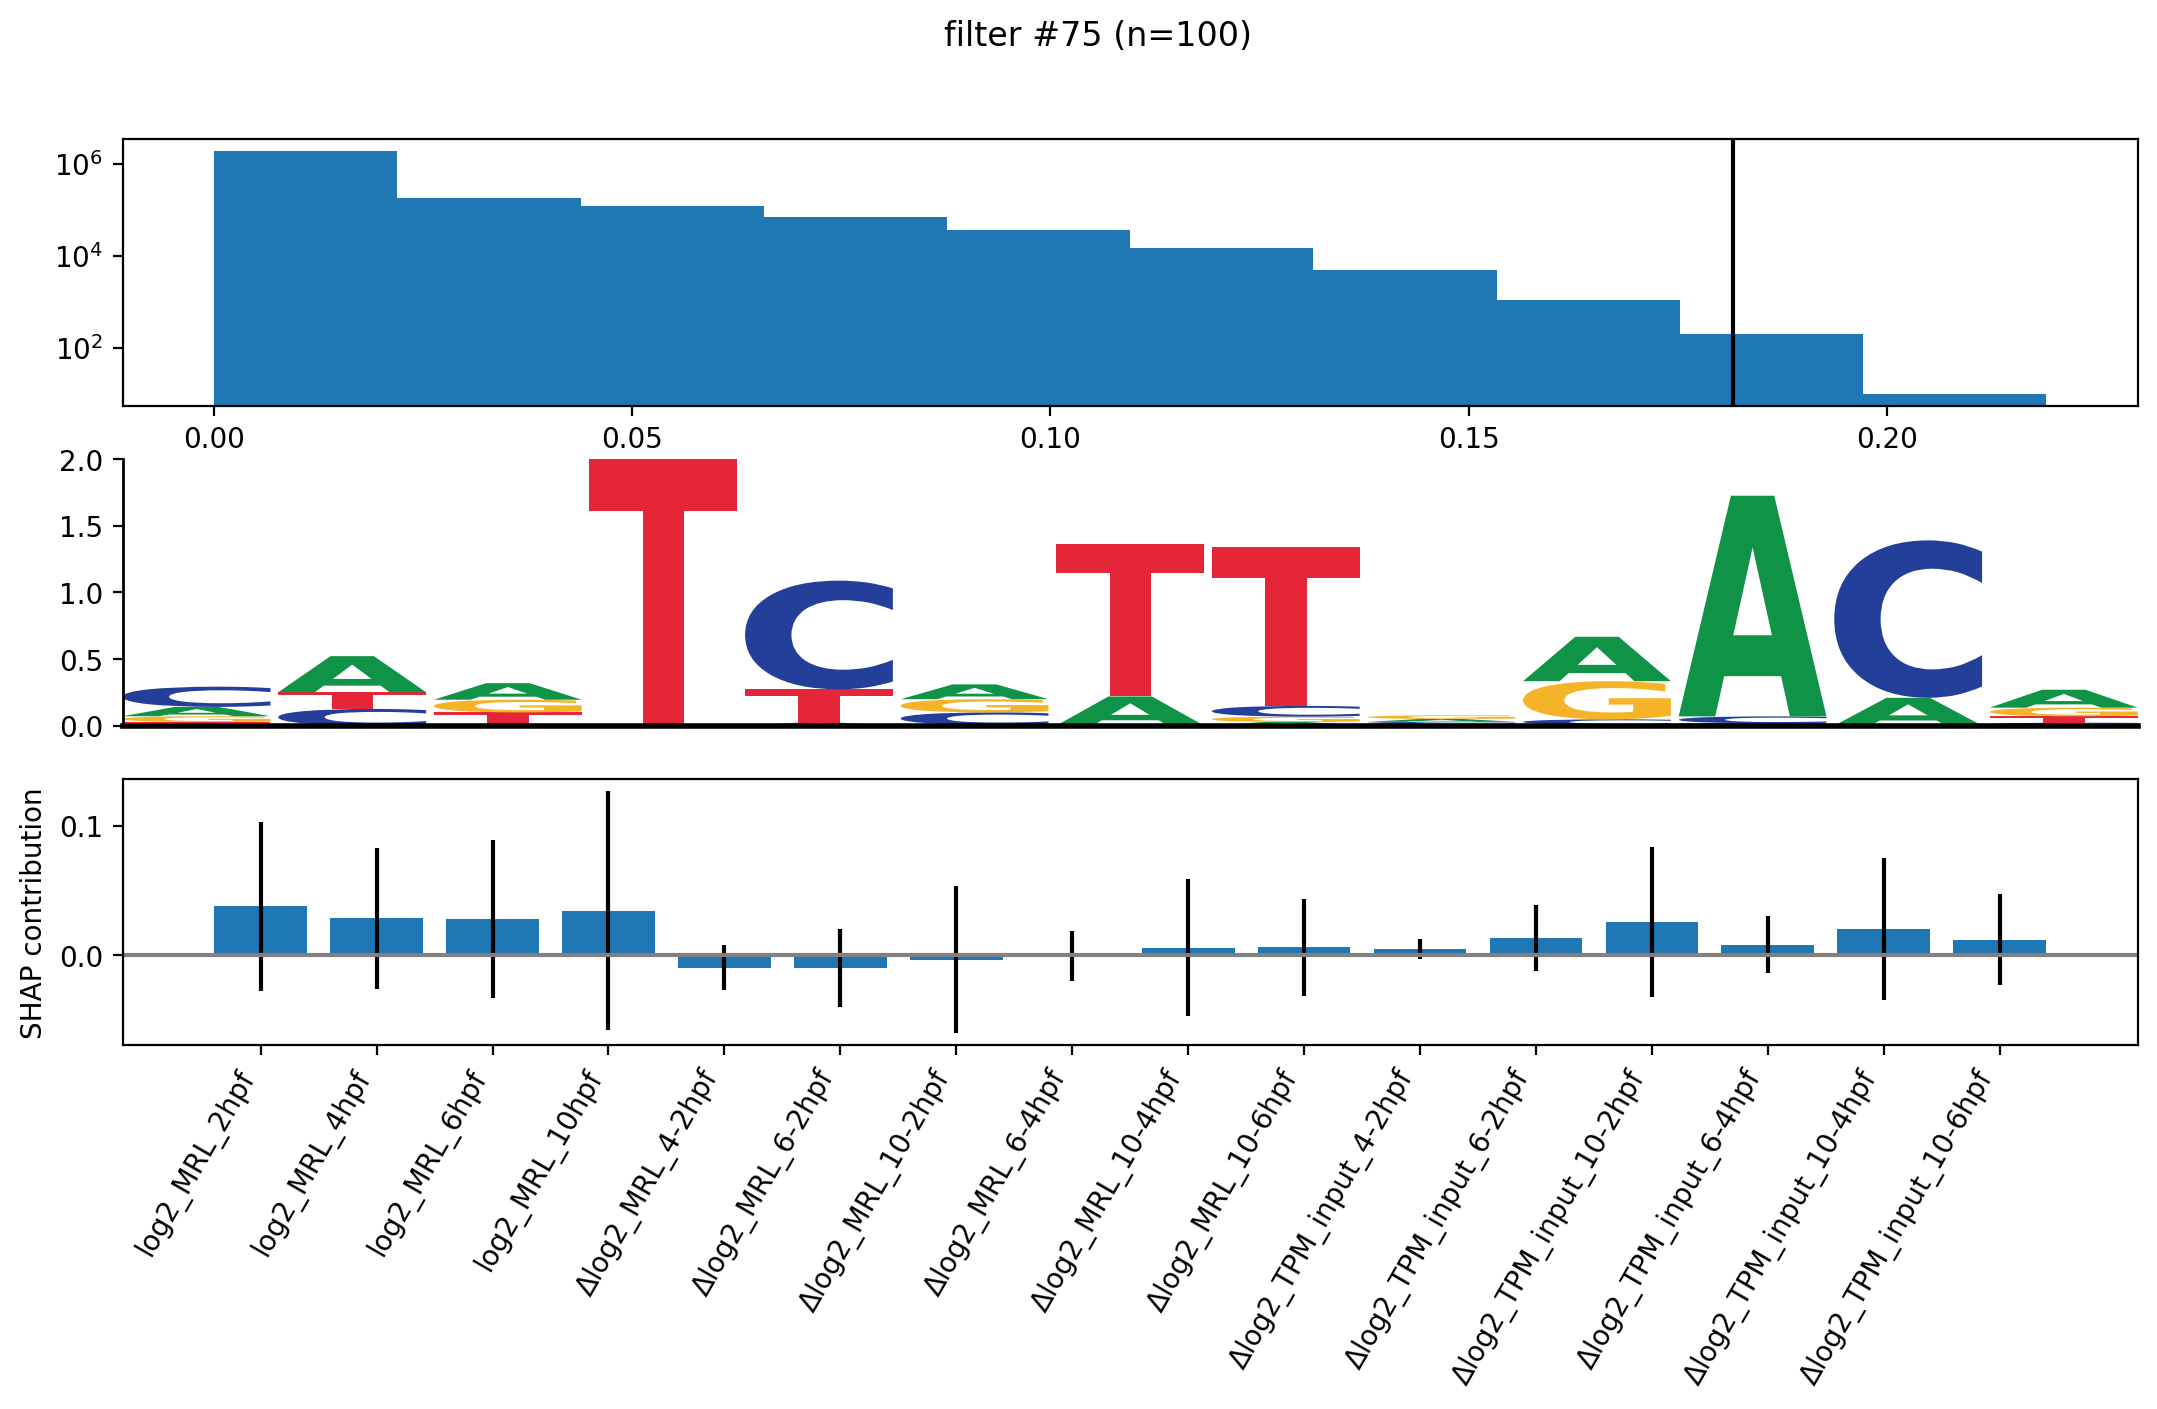 filter #75 (n=100)
10⁶
10⁴
10²
0.00 0.05 0.10 0.15 0.20
2.0
1.5
1.0
0.5
0.0
SHAP contribution
0.1
0.0
log2_MRL_2hpf
log2_MRL_4hpf
log2_MRL_6hpf
log2_MRL_10hpf
Δlog2_MRL_4-2hpf
Δlog2_MRL_6-2hpf
Δlog2_MRL_10-2hpf
Δlog2_MRL_6-4hpf
Δlog2_MRL_10-4hpf
Δlog2_MRL_10-6hpf
Δlog2_TPM_input_4-2hpf
Δlog2_TPM_input_6-2hpf
Δlog2_TPM_input_10-2hpf
Δlog2_TPM_input_6-4hpf
Δlog2_TPM_input_10-4hpf
Δlog2_TPM_input_10-6hpf